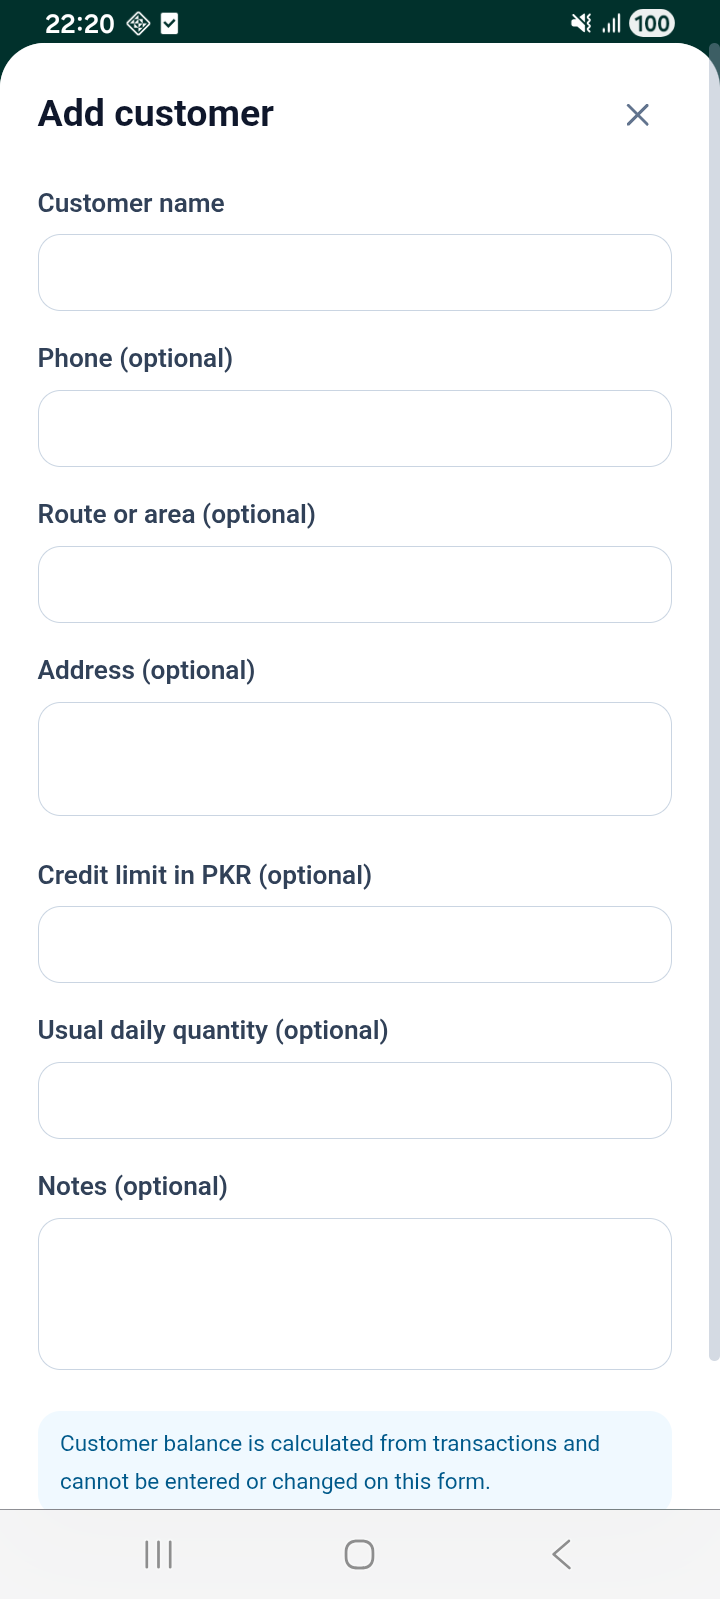 22:20
100
Add customer
Customer name
Phone (optional)
Route or area (optional)
Address (optional)
Credit limit in PKR (optional)
Usual daily quantity (optional)
Notes (optional)
Customer balance is calculated from transactions and
cannot be entered or changed on this form.